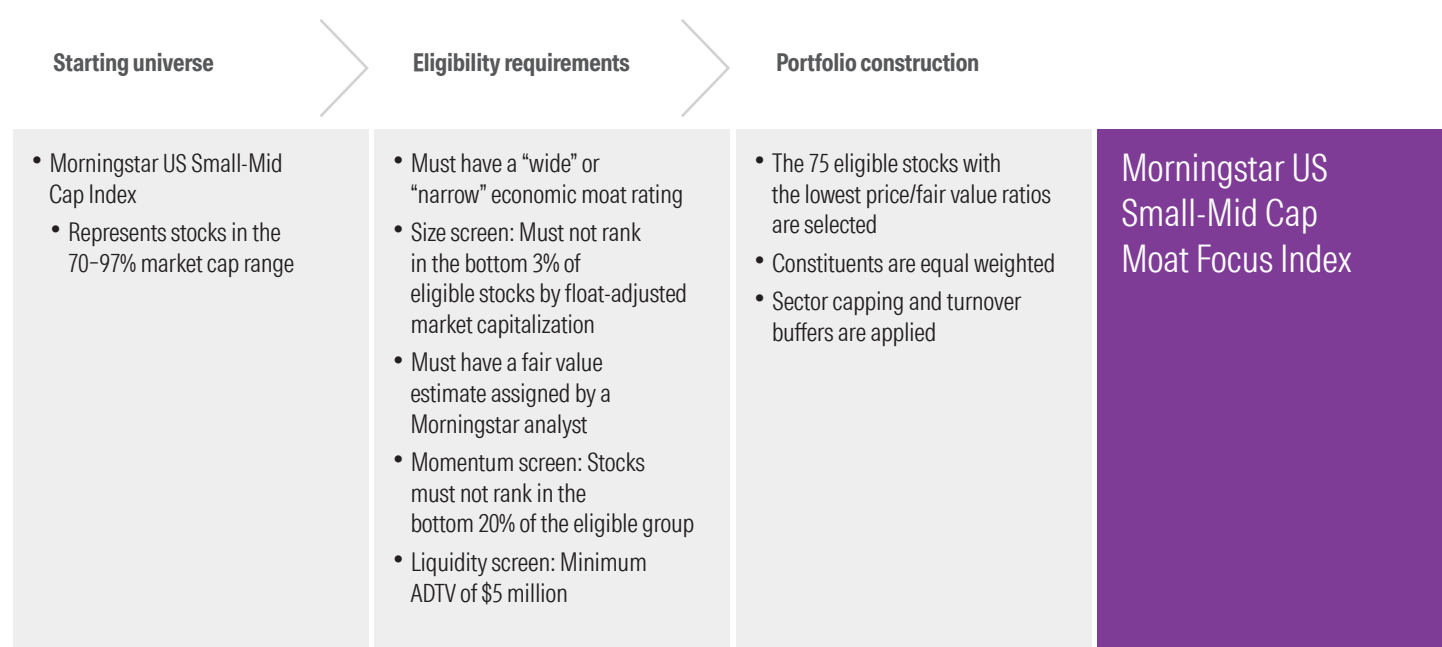 Starting universe
Eligibility requirements
Portfolio construction
• Morningstar US Small-Mid
Cap Index
• Represents stocks in the
70–97% market cap range
• Must have a “wide” or
“narrow” economic moat rating
• Size screen: Must not rank
in the bottom 3% of
eligible stocks by float-adjusted
market capitalization
• Must have a fair value
estimate assigned by a
Morningstar analyst
• Momentum screen: Stocks
must not rank in the
bottom 20% of the eligible group
• Liquidity screen: Minimum
ADTV of $5 million
• The 75 eligible stocks with
the lowest price/fair value ratios
are selected
• Constituents are equal weighted
• Sector capping and turnover
buffers are applied
Morningstar US
Small-Mid Cap
Moat Focus Index